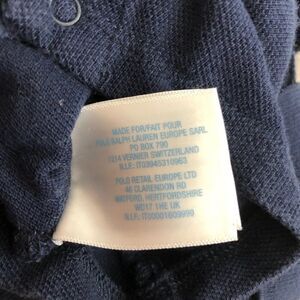 MADE FOR/FAIT POUR
POLO RALPH LAUREN EUROPE SARL
PO BOX 790
1214 VERNIER SWITZERLAND
N.I.F.:IT03945310963
POLO RETAIL EUROPE LTD
46 CLARENDON RD
WATFORD, HERTFORDSHIRE
WD17 1HE UK
N.I.F.:IT00001609999